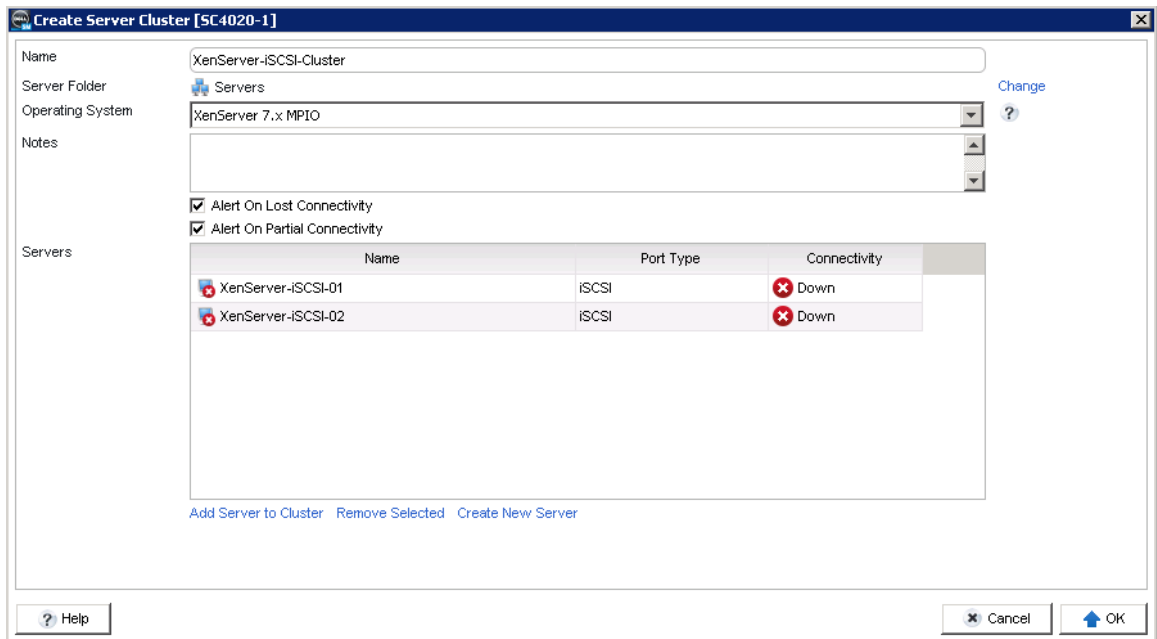 Create Server Cluster [SC4020-1]
Name XenServer-iSCSI-Cluster
Server Folder Servers Change
Operating System XenServer 7.x MPIO ?
Notes
Alert On Lost Connectivity
Alert On Partial Connectivity
Servers Name Port Type Connectivity
XenServer-iSCSI-01 iSCSI Down
XenServer-iSCSI-02 iSCSI Down
Add Server to Cluster Remove Selected Create New Server
? Help Cancel OK